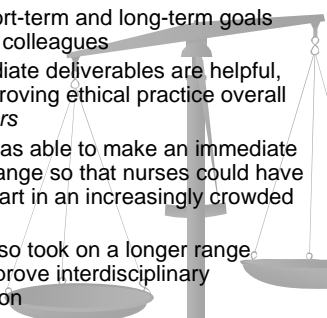 ort-term and long-term goals
colleagues
diate deliverables are helpful,
proving ethical practice overall
rs
as able to make an immediate
ange so that nurses could have
art in an increasingly crowded
so took on a longer range
prove interdisciplinary
on